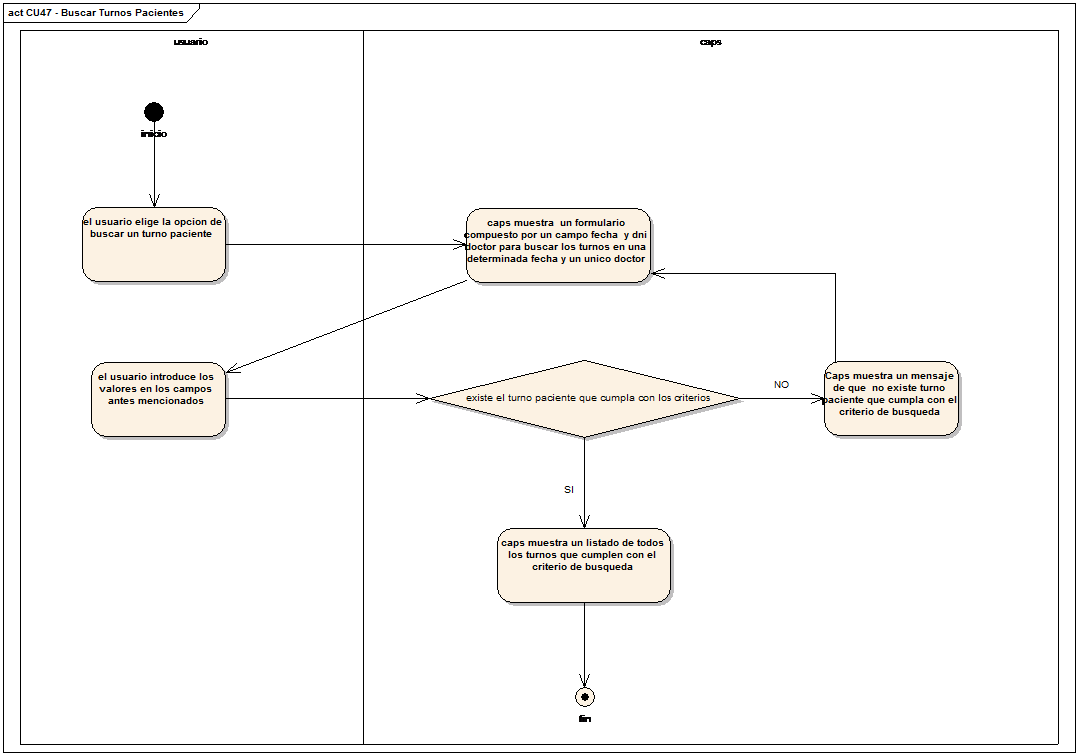 act CU47 - Buscar Turnos Pacientes
usuario
caps
inicio
el usuario elige la opcion de
buscar un turno paciente
caps muestra  un formulario
compuesto por un campo fecha  y dni
doctor para buscar los turnos en una
determinada fecha y un unico doctor
el usuario introduce los
valores en los campos
antes mencionados
existe el turno paciente que cumpla con los criterios
NO
Caps muestra un mensaje
de que  no existe turno
paciente que cumpla con el
criterio de busqueda
SI
caps muestra un listado de todos
los turnos que cumplen con el
criterio de busqueda
fin